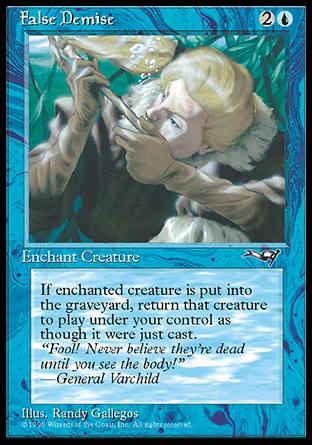 False Demise 2
Enchant Creature
If enchanted creature is put into
the graveyard, return that creature
to play under your control as
though it were just cast.
“Fool! Never believe they’re dead
until you see the body!”
—General Varchild
Illus. Randy Gallegos
© 1996 Wizards of the Coast, Inc. All rights reserved.